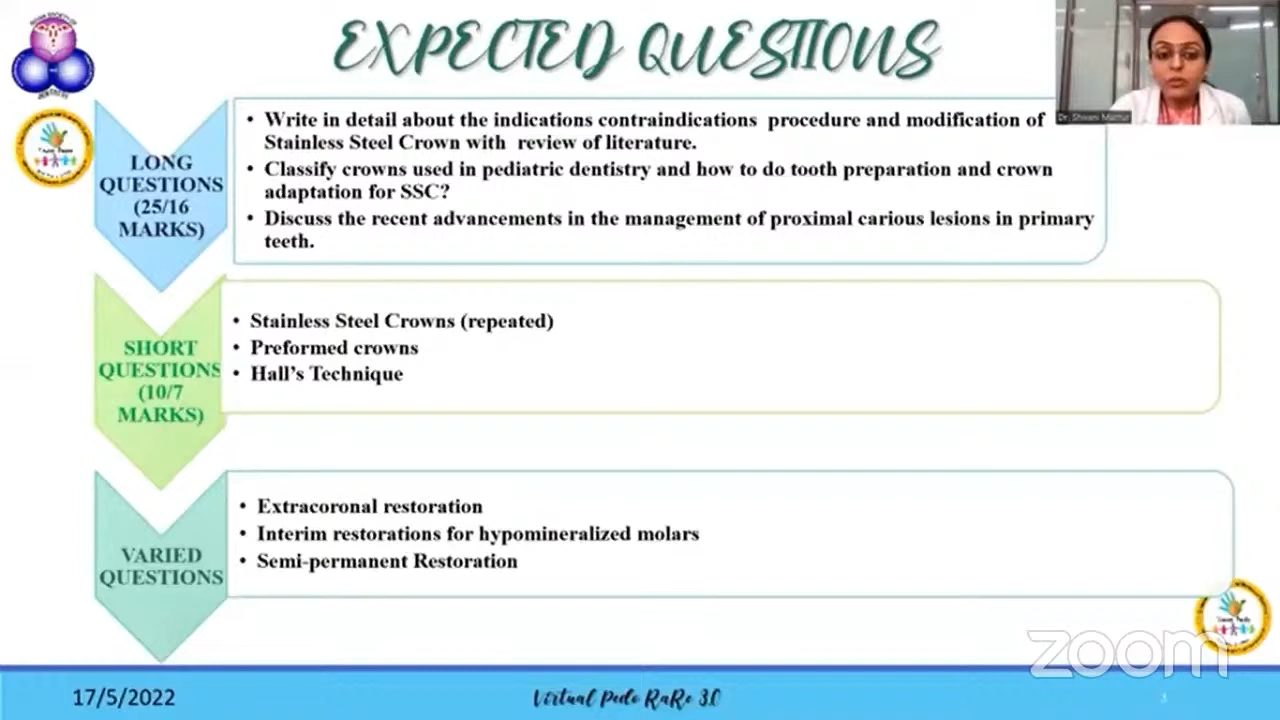 EXPECTED QUESTIONS
Dr. Shivani Mathur
LONG
QUESTIONS
(25/16
MARKS)
• Write in detail about the indications contraindications procedure and modification of
Stainless Steel Crown with review of literature.
• Classify crowns used in pediatric dentistry and how to do tooth preparation and crown
adaptation for SSC?
• Discuss the recent advancements in the management of proximal carious lesions in primary
teeth.
SHORT
QUESTIONS
(10/7
MARKS)
• Stainless Steel Crowns (repeated)
• Preformed crowns
• Hall's Technique
VARIED
QUESTIONS
• Extracoronal restoration
• Interim restorations for hypomineralized molars
• Semi-permanent Restoration
zoom
17/5/2022
Virtual Pedo RaRe 3.0
3